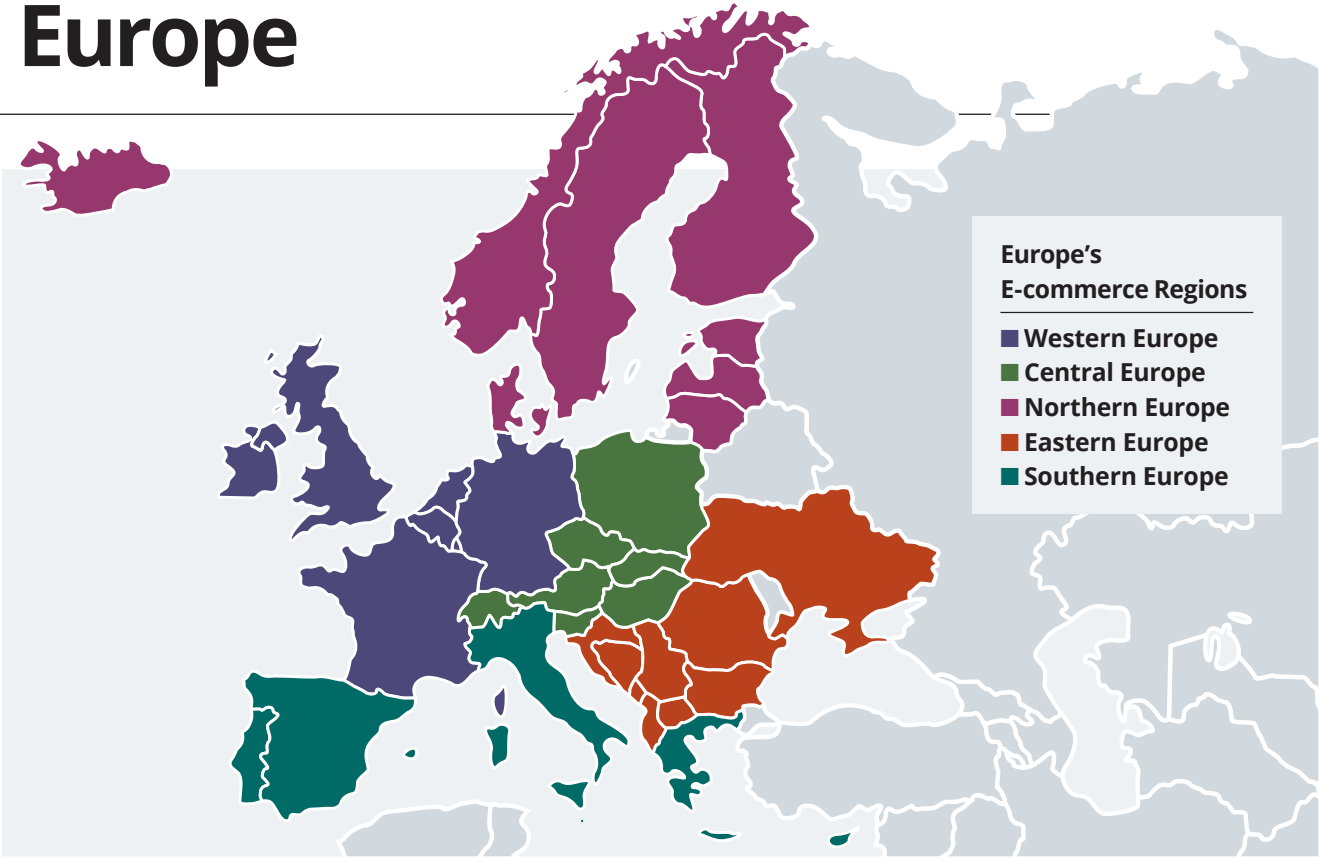 Europe
Europe’s
E-commerce Regions
Western Europe
Central Europe
Northern Europe
Eastern Europe
Southern Europe